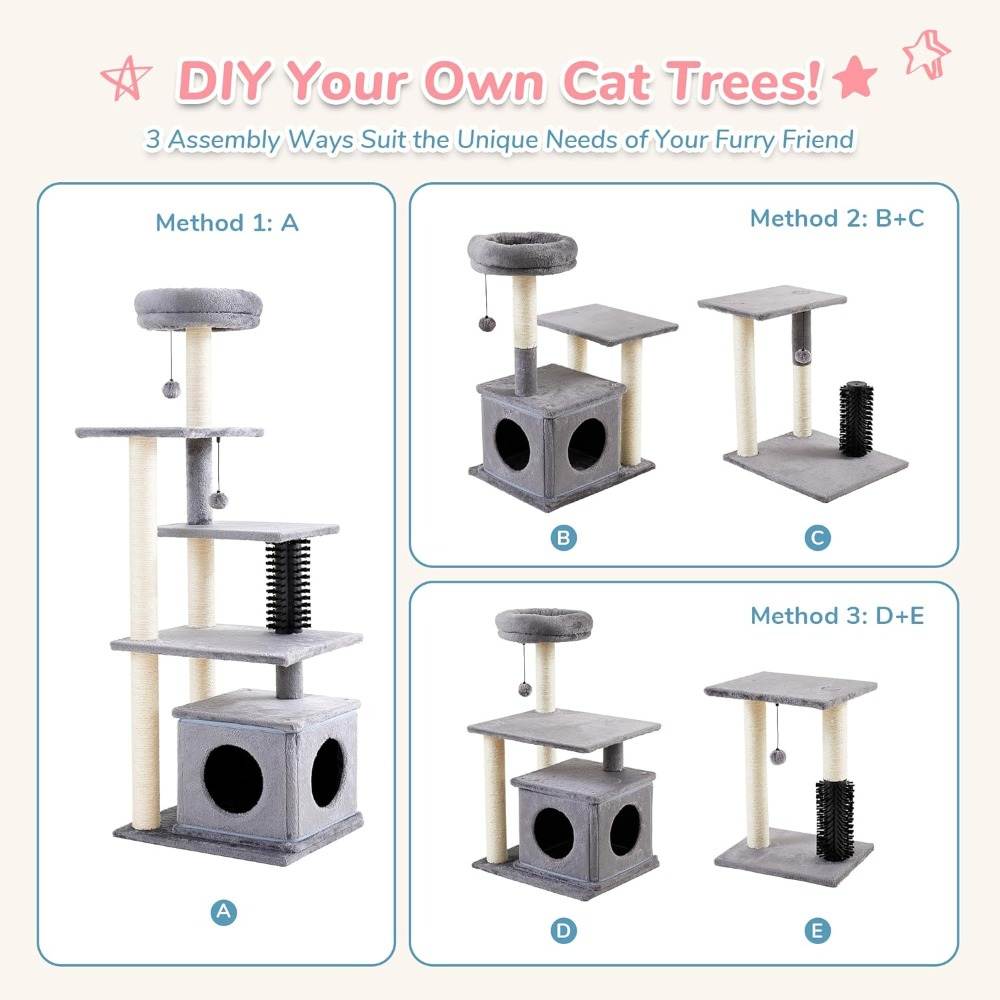 DIY Your Own Cat Trees!
3 Assembly Ways Suit the Unique Needs of Your Furry Friend
Method 1: A
Method 2: B+C
B
C
Method 3: D+E
A
D
E